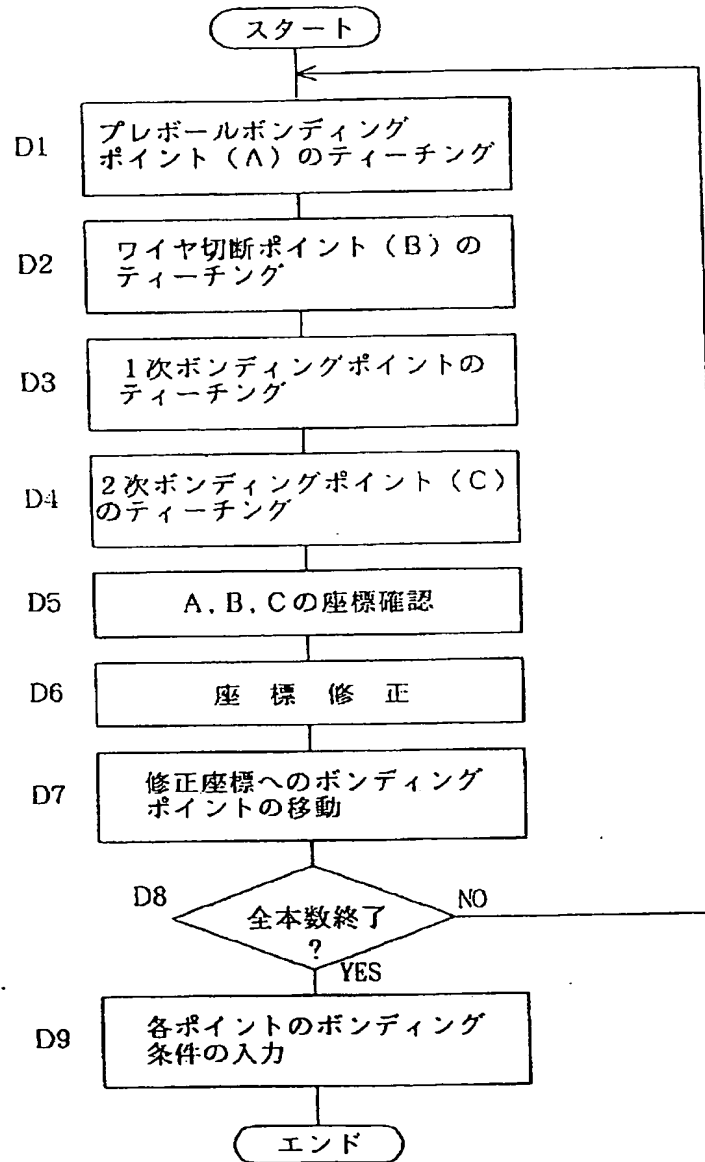 スタート
D1
プレボールボンディング
ポイント(A)のティーチング
D2
ワイヤ切断ポイント(B)の
ティーチング
D3
1次ボンディングポイントの
ティーチング
D4
2次ボンディングポイント(C)
のティーチング
D5
A,B,Cの座標確認
D6
座 標 修 正
D7
修正座標へのボンディング
ポイントの移動
D8
全本数終了
?
NO
YES
D9
各ポイントのボンディング
条件の入力
エンド